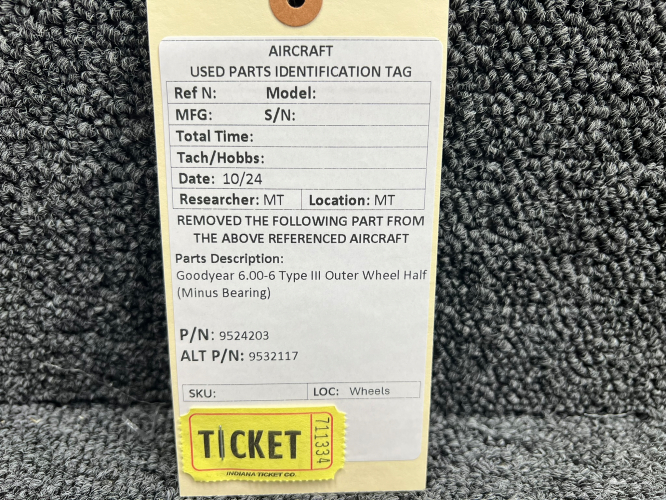 AIRCRAFT
USED PARTS IDENTIFICATION TAG
Ref N: Model:
MFG: S/N:
Total Time:
Tach/Hobbs:
Date: 10/24
Researcher: MT Location: MT
REMOVED THE FOLLOWING PART FROM
THE ABOVE REFERENCED AIRCRAFT
Parts Description:
Goodyear 6.00-6 Type III Outer Wheel Half
(Minus Bearing)
P/N: 9524203
ALT P/N: 9532117
SKU: LOC: Wheels
TICKET
711334
INDIANA TICKET CO.